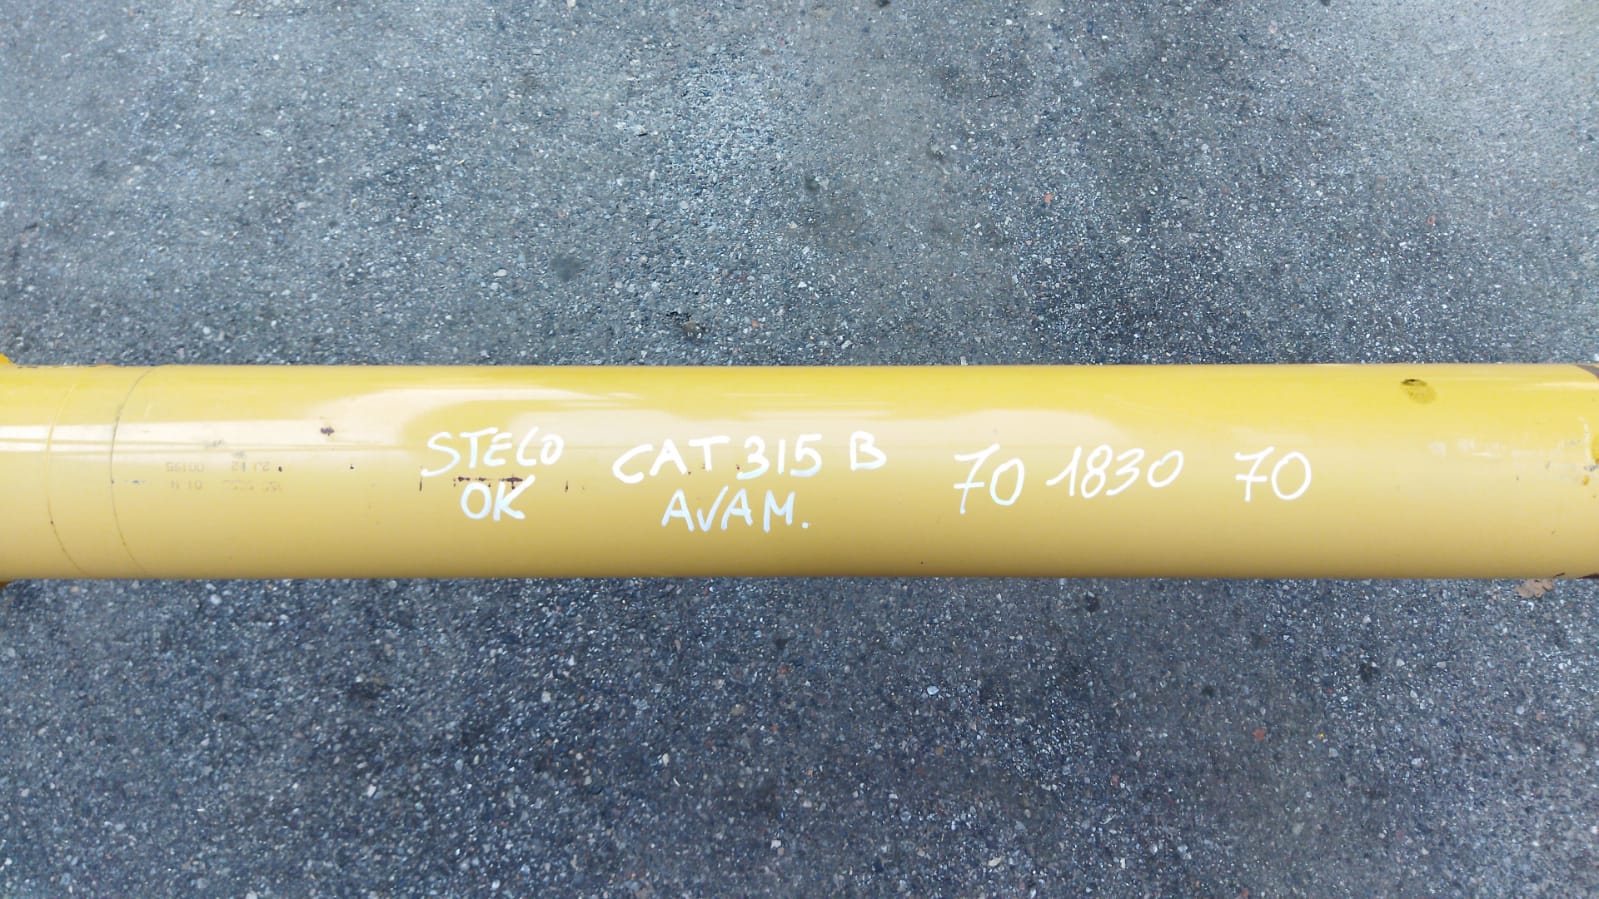 STELO CAT 315 B 70 1830 70
OK AVAM.